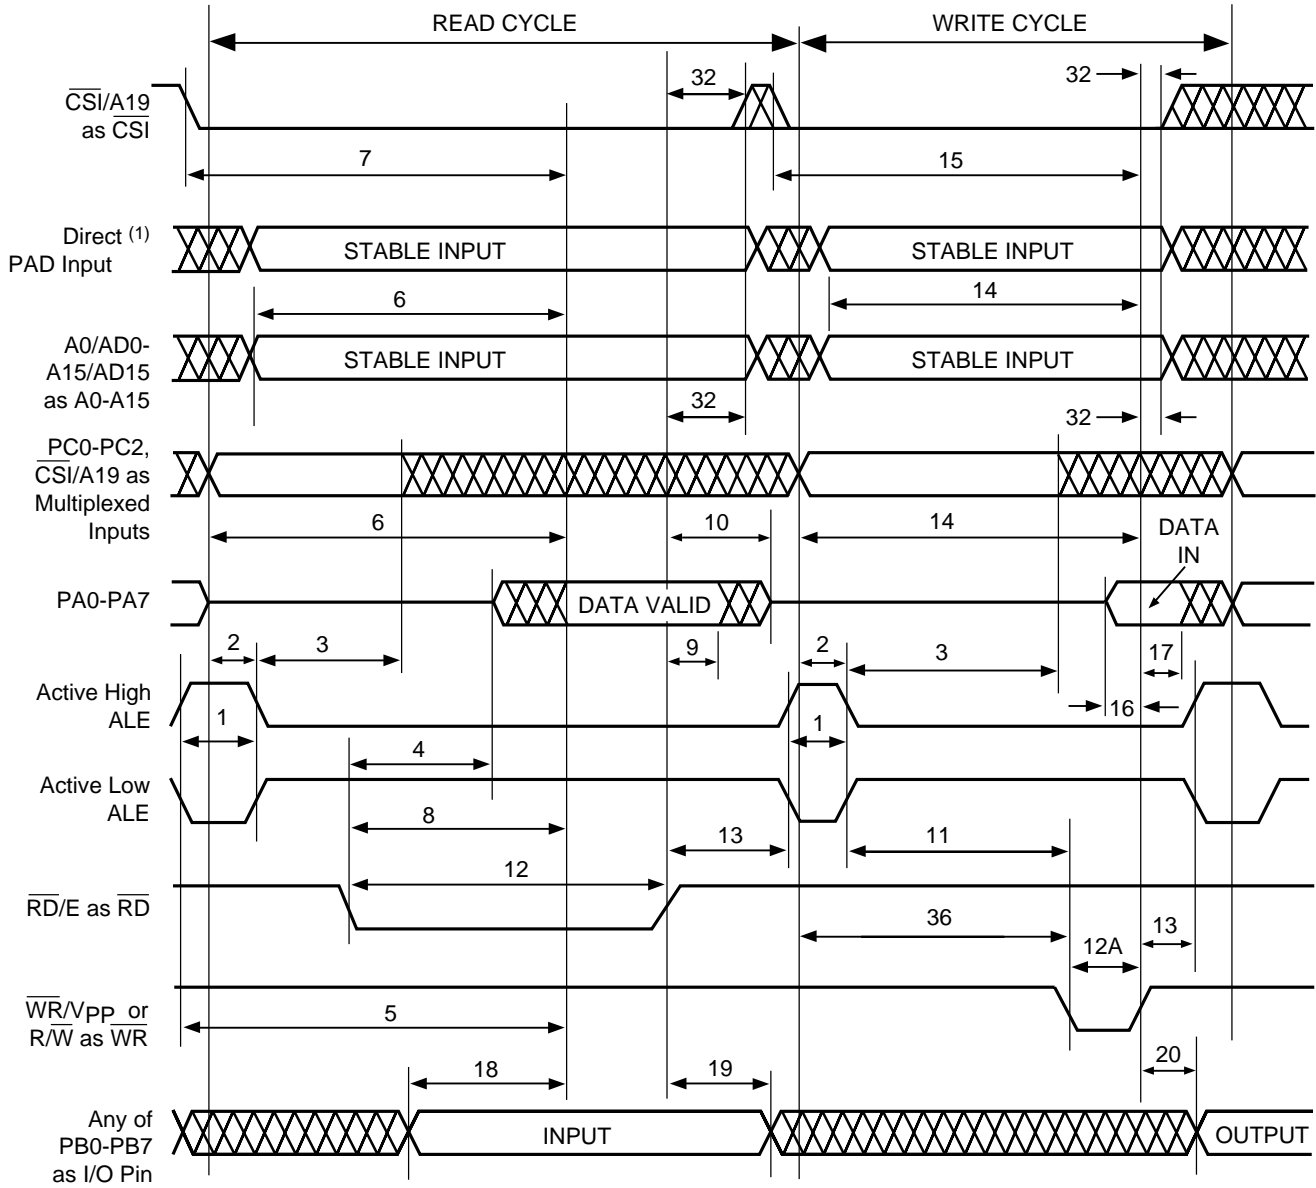 READ CYCLE
WRITE CYCLE
32
32
CSI/A19
as CSI
7
15
Direct (1)
PAD Input
STABLE INPUT
STABLE INPUT
6
14
A0/AD0-
A15/AD15
as A0-A15
STABLE INPUT
STABLE INPUT
32
32
PC0-PC2,
CSI/A19 as
Multiplexed
Inputs
6
10
14
DATA
IN
PA0-PA7
DATA VALID
2
3
9
2
3
17
Active High
ALE
1
1
16
4
Active Low
ALE
8
13
11
12
RD/E as RD
36
13
12A
WR/VPP or
R/W as WR
5
20
18
19
Any of
PB0-PB7
as I/O Pin
INPUT
OUTPUT